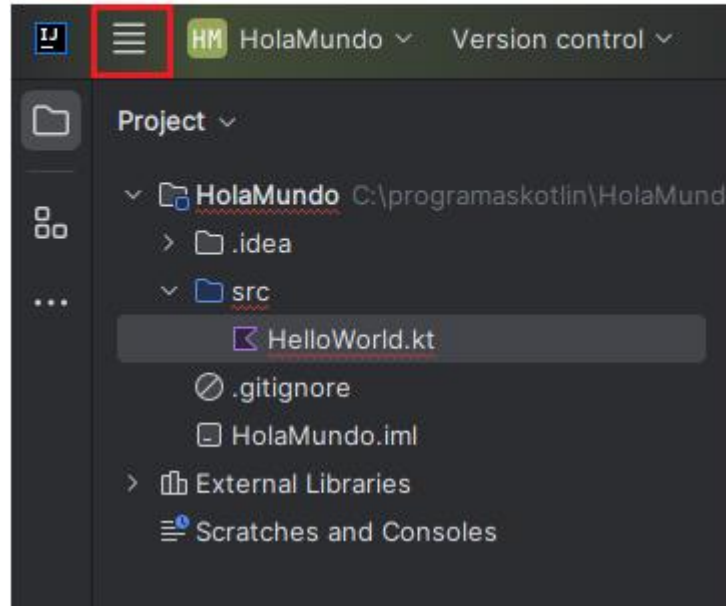 IJ HM HolaMundo Version control
Project
HolaMundo C:\programaskotlin\HolaMund
.idea
src
HelloWorld.kt
.gitignore
HolaMundo.iml
External Libraries
Scratches and Consoles